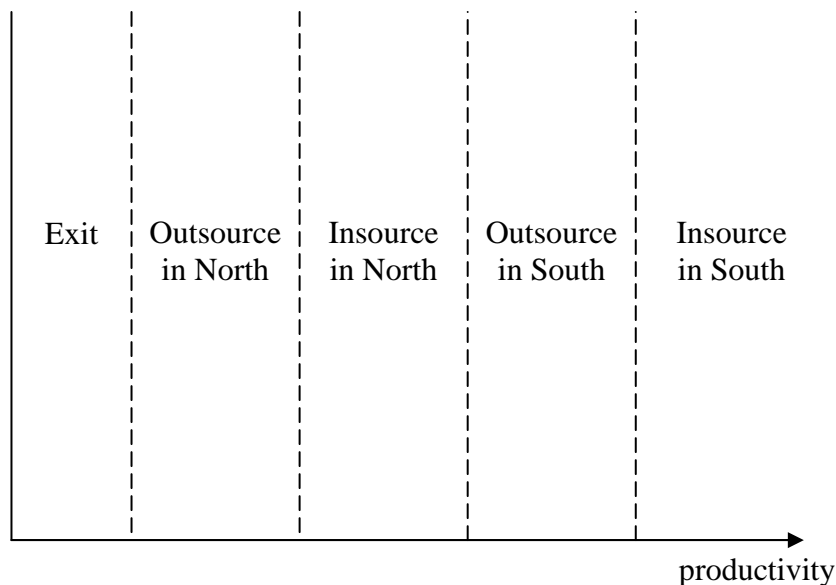 Exit
Outsource
in North
Insource
in North
Outsource
in South
Insource
in South
productivity